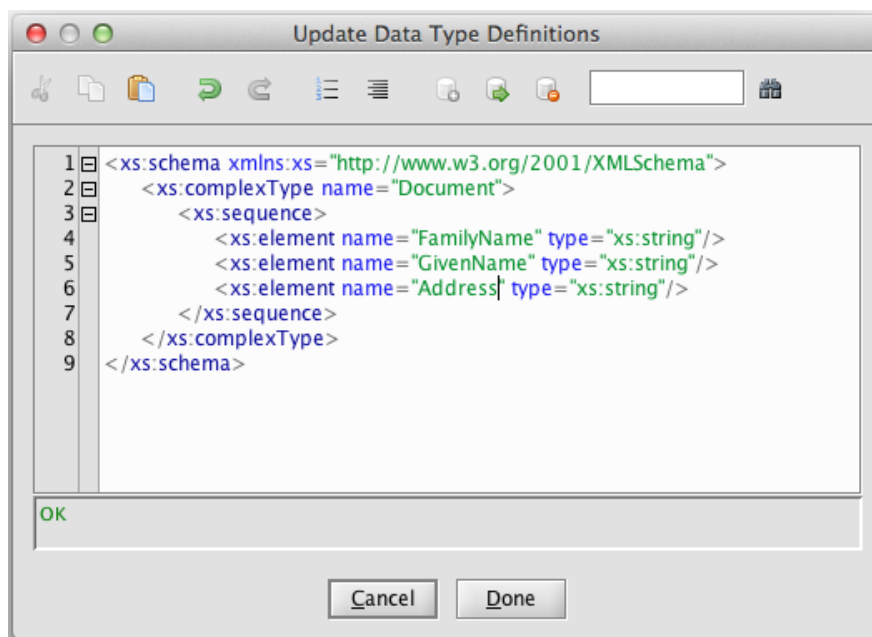 Update Data Type Definitions
1 <xs:schema xmlns:xs="http://www.w3.org/2001/XMLSchema">
2 <xs:complexType name="Document">
3 <xs:sequence>
4 <xs:element name="FamilyName" type="xs:string"/>
5 <xs:element name="GivenName" type="xs:string"/>
6 <xs:element name="Address" type="xs:string"/>
7 </xs:sequence>
8 </xs:complexType>
9 </xs:schema>
OK
Cancel Done